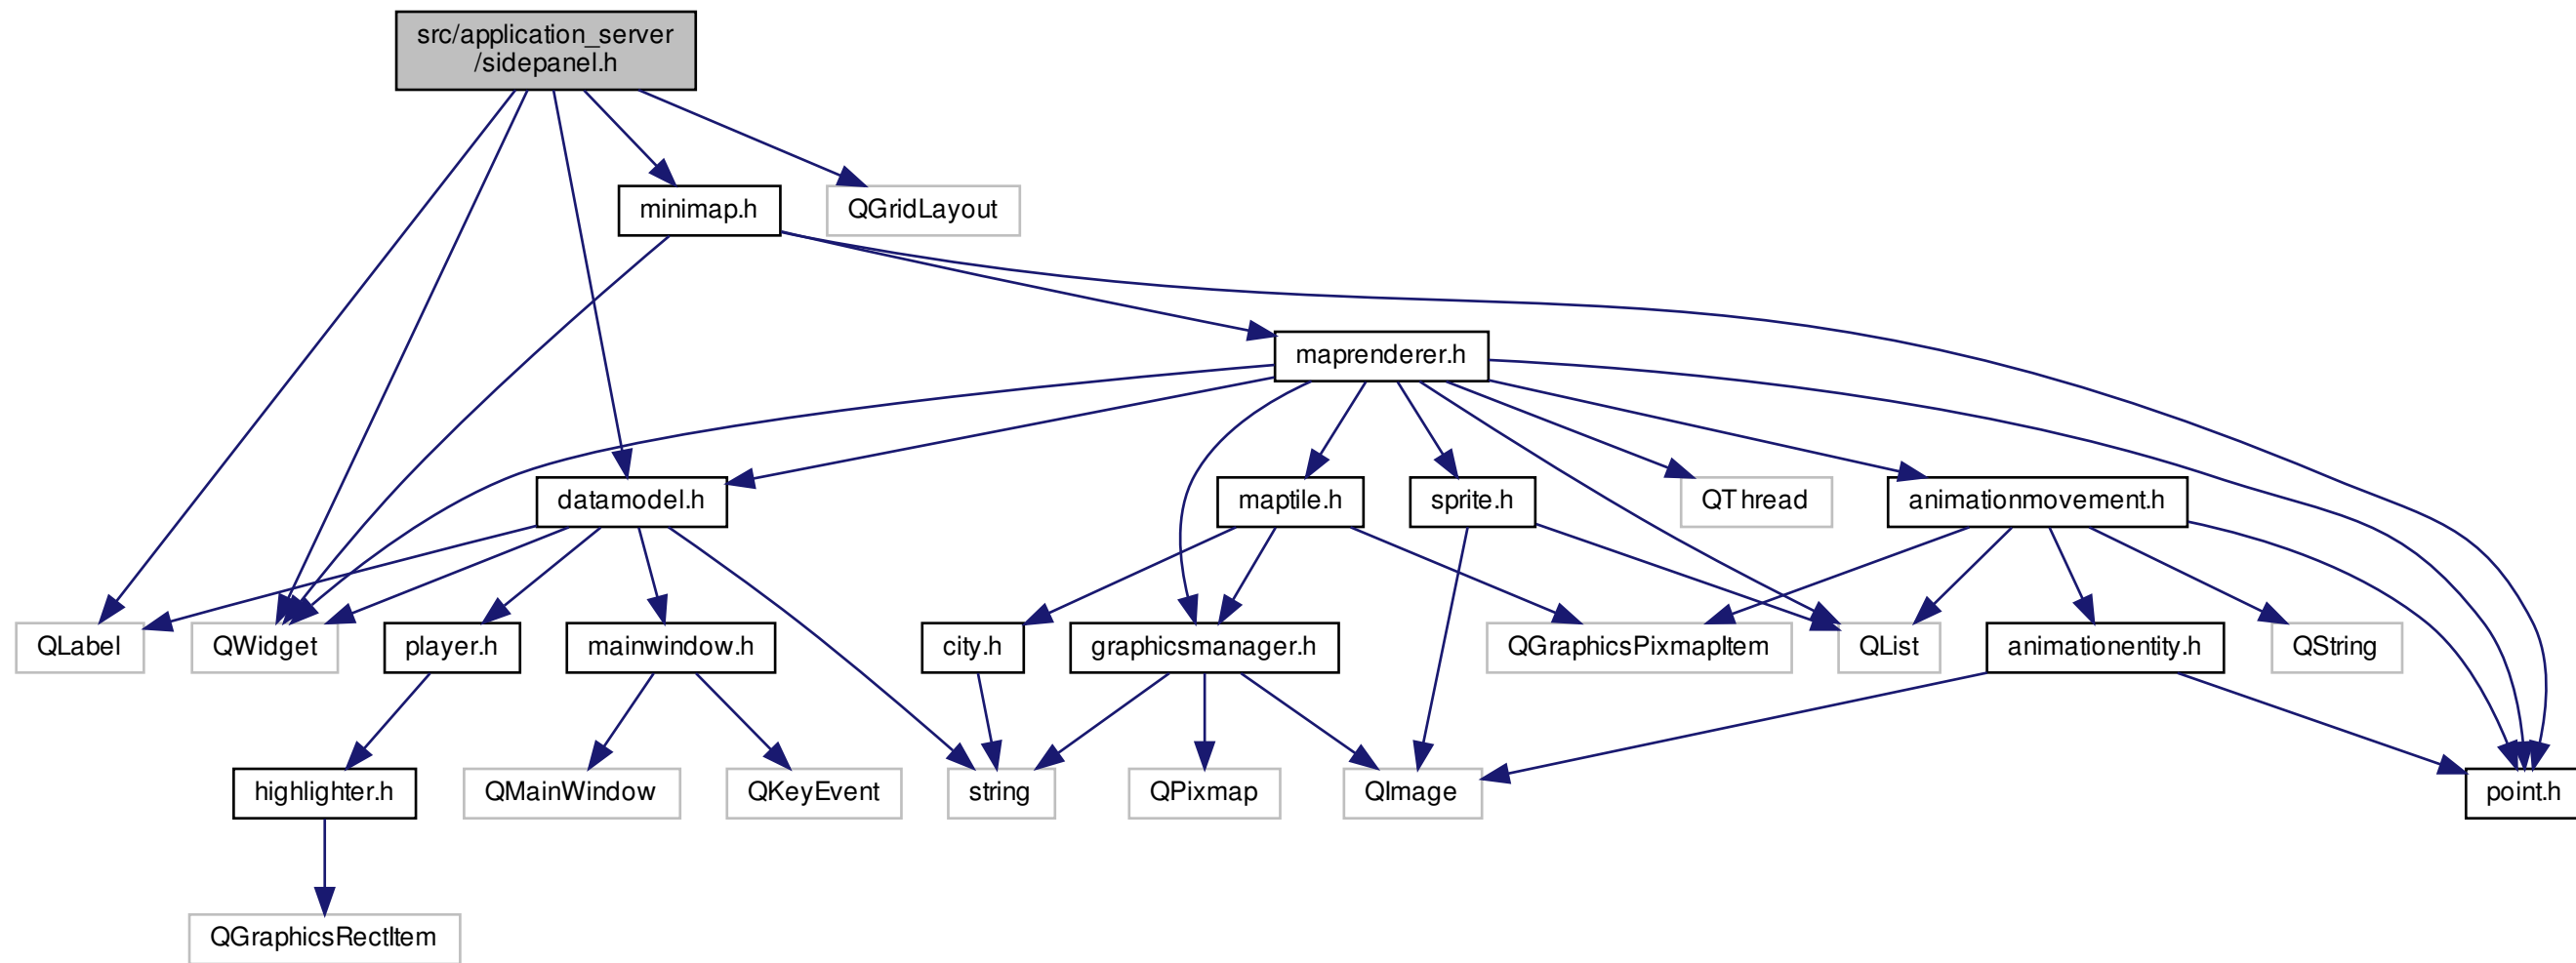 src/application_server
/sidepanel.h
minimap.h
QGridLayout
maprenderer.h
datamodel.h
maptile.h
sprite.h
QThread
animationmovement.h
QLabel
QWidget
player.h
mainwindow.h
city.h
graphicsmanager.h
QGraphicsPixmapItem
QList
animationentity.h
QString
highlighter.h
QMainWindow
QKeyEvent
string
QPixmap
QImage
point.h
QGraphicsRectItem